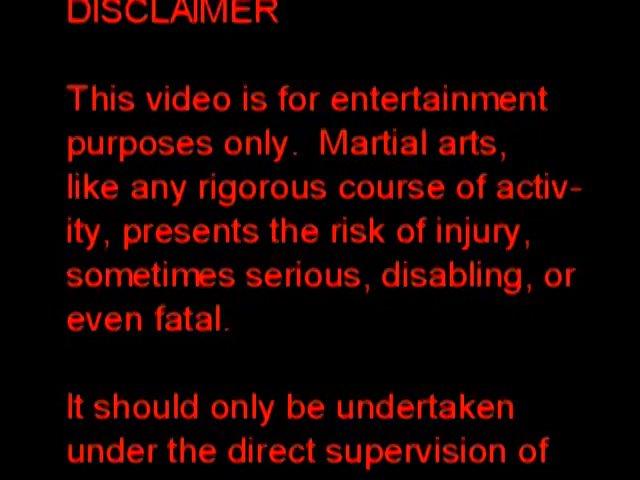 DISCLAIMER
This video is for entertainment
purposes only.  Martial arts,
like any rigorous course of activ-
ity, presents the risk of injury,
sometimes serious, disabling, or
even fatal.
It should only be undertaken
under the direct supervision of